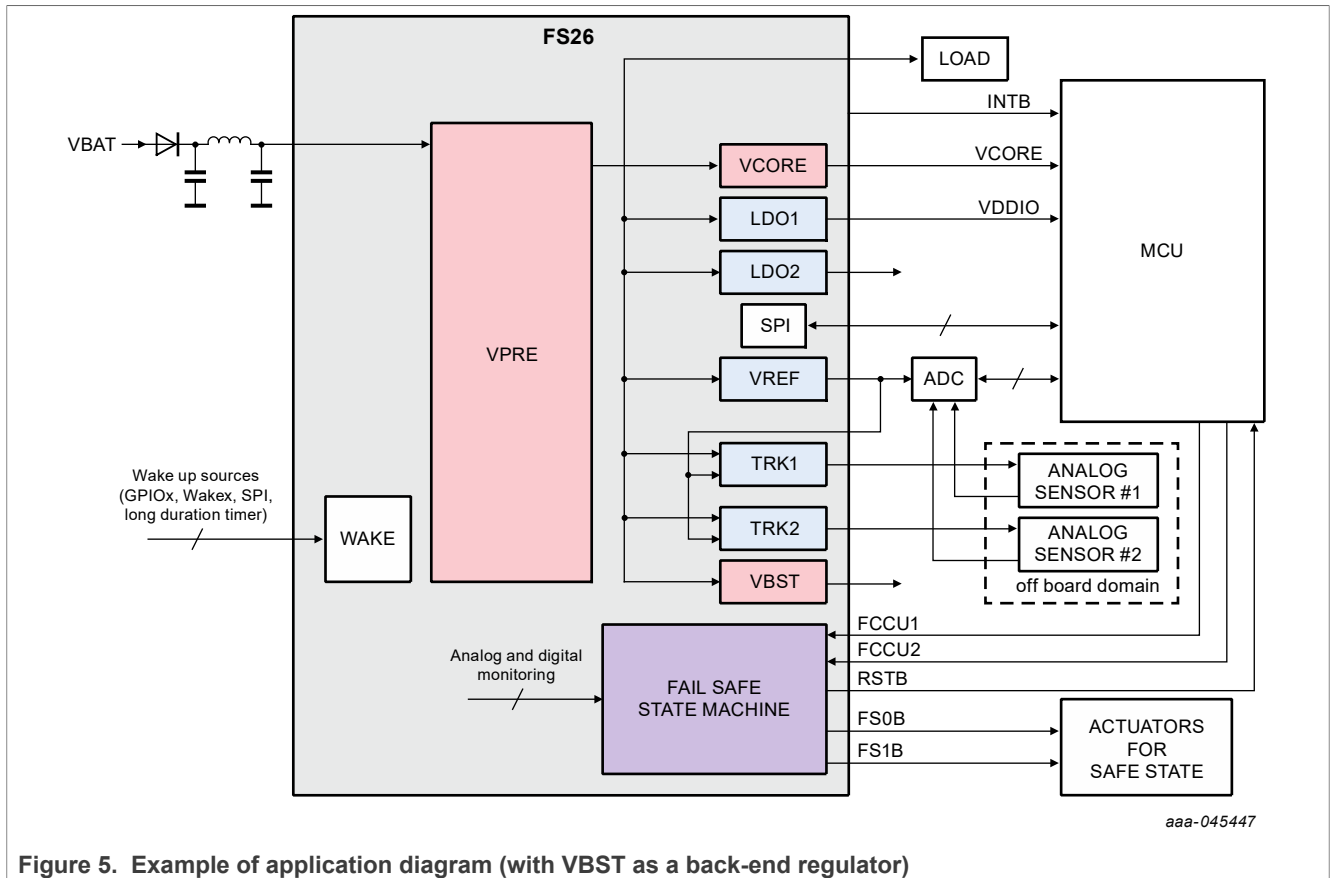 FS26
LOAD
INTB
VBAT
VCORE
VCORE
LDO1
VDDIO
LDO2
MCU
SPI
VPRE
VREF
ADC
TRK1
ANALOG
SENSOR #1
Wake up sources
(GPIOx, Wakex, SPI,
long duration timer)
WAKE
TRK2
ANALOG
SENSOR #2
VBST
off board domain
FCCU1
FCCU2
Analog and digital
monitoring
FAIL SAFE
STATE MACHINE
RSTB
FS0B
FS1B
ACTUATORS
FOR
SAFE STATE
aaa-045447
Figure 5. Example of application diagram (with VBST as a back-end regulator)